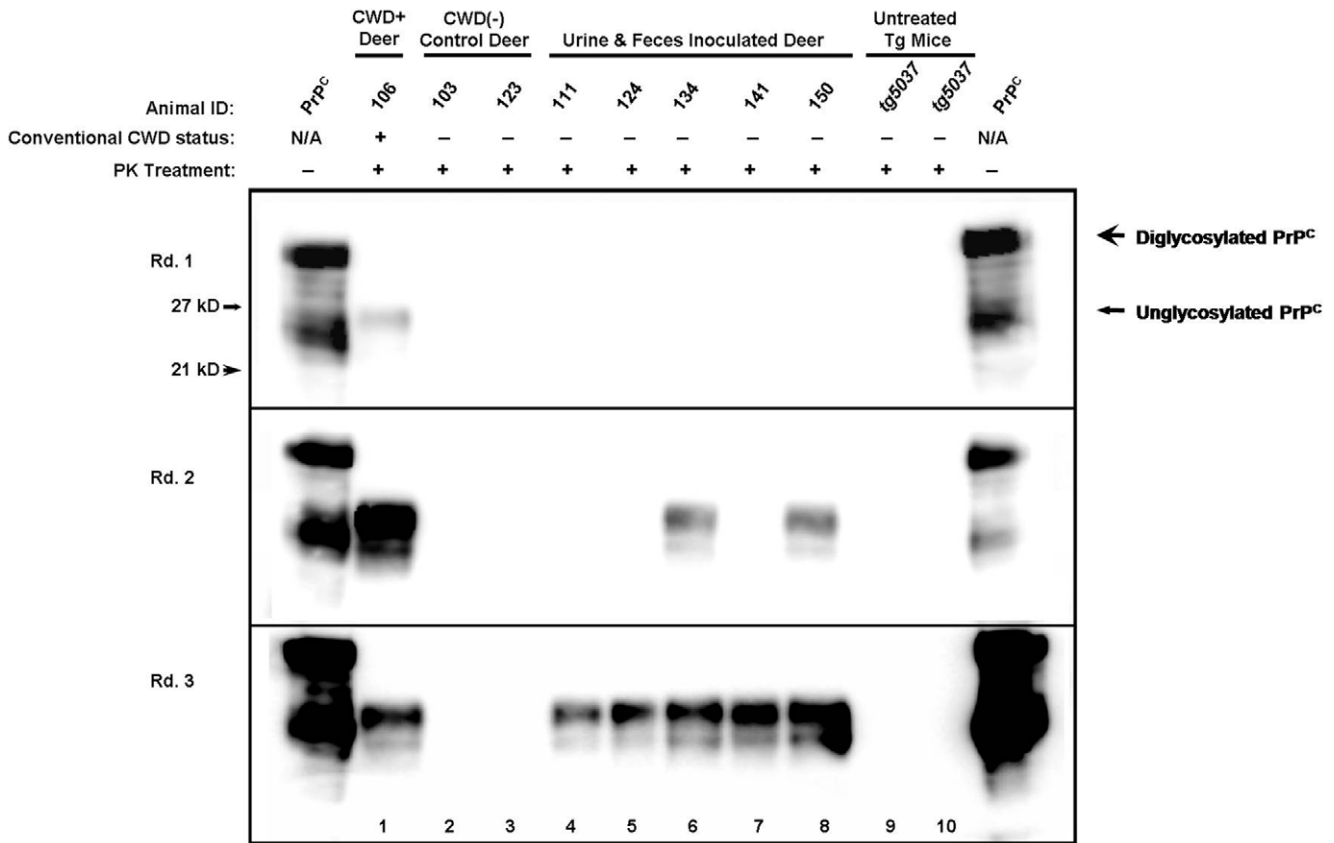 CWD+ Deer
CWD(-) Control Deer
Urine & Feces Inoculated Deer
Untreated Tg Mice
Animal ID: PrPᶜ 106 103 123 111 124 134 141 150 tg5037 tg5037 PrPᶜ
Conventional CWD status: N/A + – – – – – – – – – N/A
PK Treatment: – + + + + + + + + + + –
Rd. 1
27 kD
21 kD
Diglycosylated PrPᶜ
Unglycosylated PrPᶜ
Rd. 2
Rd. 3
1 2 3 4 5 6 7 8 9 10